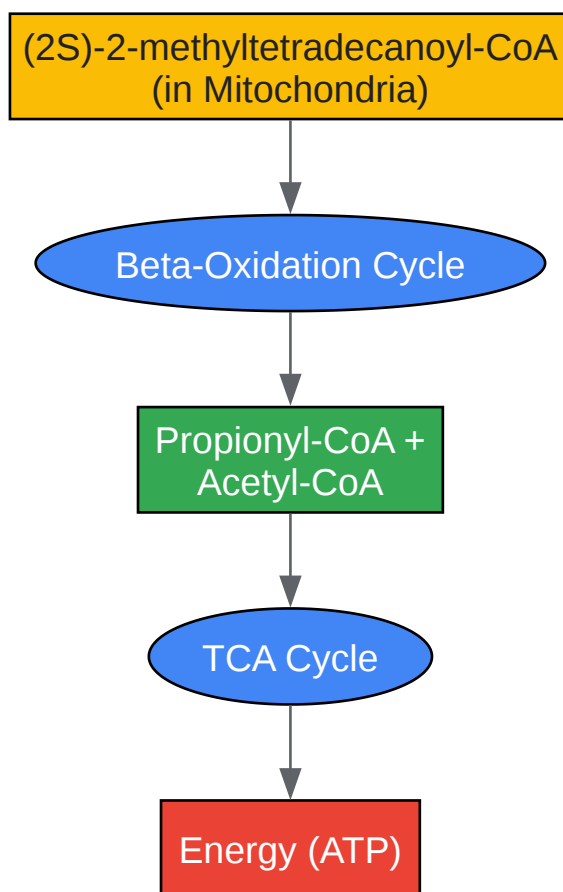 (2S)-2-methyltetradecanoyl-CoA
(in Mitochondria)
Beta-Oxidation Cycle
Propionyl-CoA +
Acetyl-CoA
TCA Cycle
Energy (ATP)